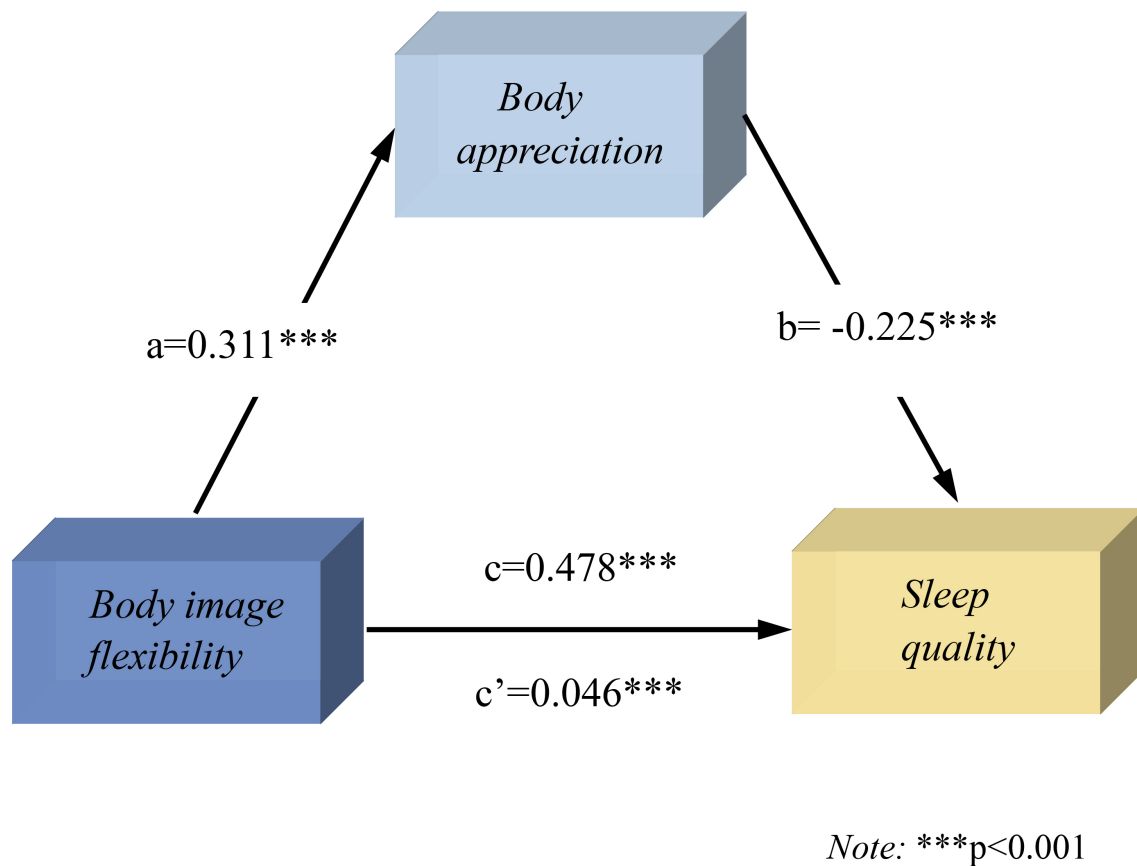 Body
appreciation
a=0.311***
b= -0.225***
c=0.478***
Body image
flexibility
Sleep
quality
c’=0.046***
Note: ***p<0.001